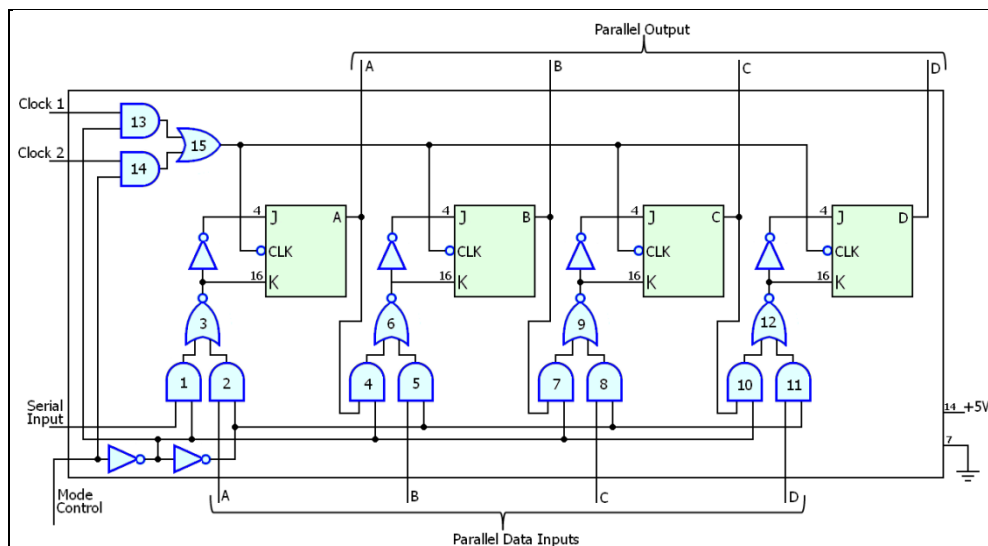 Parallel Output
A B C D
Clock 1
13
15
Clock 2
14
4 J A 4 J B 4 J C 4 J D
CLK CLK CLK CLK
16 K 16 K 16 K 16 K
3 6 9 12
1 2 4 5 7 8 10 11
Serial
Input
14 +5V
7
Mode
Control
A B C D
Parallel Data Inputs